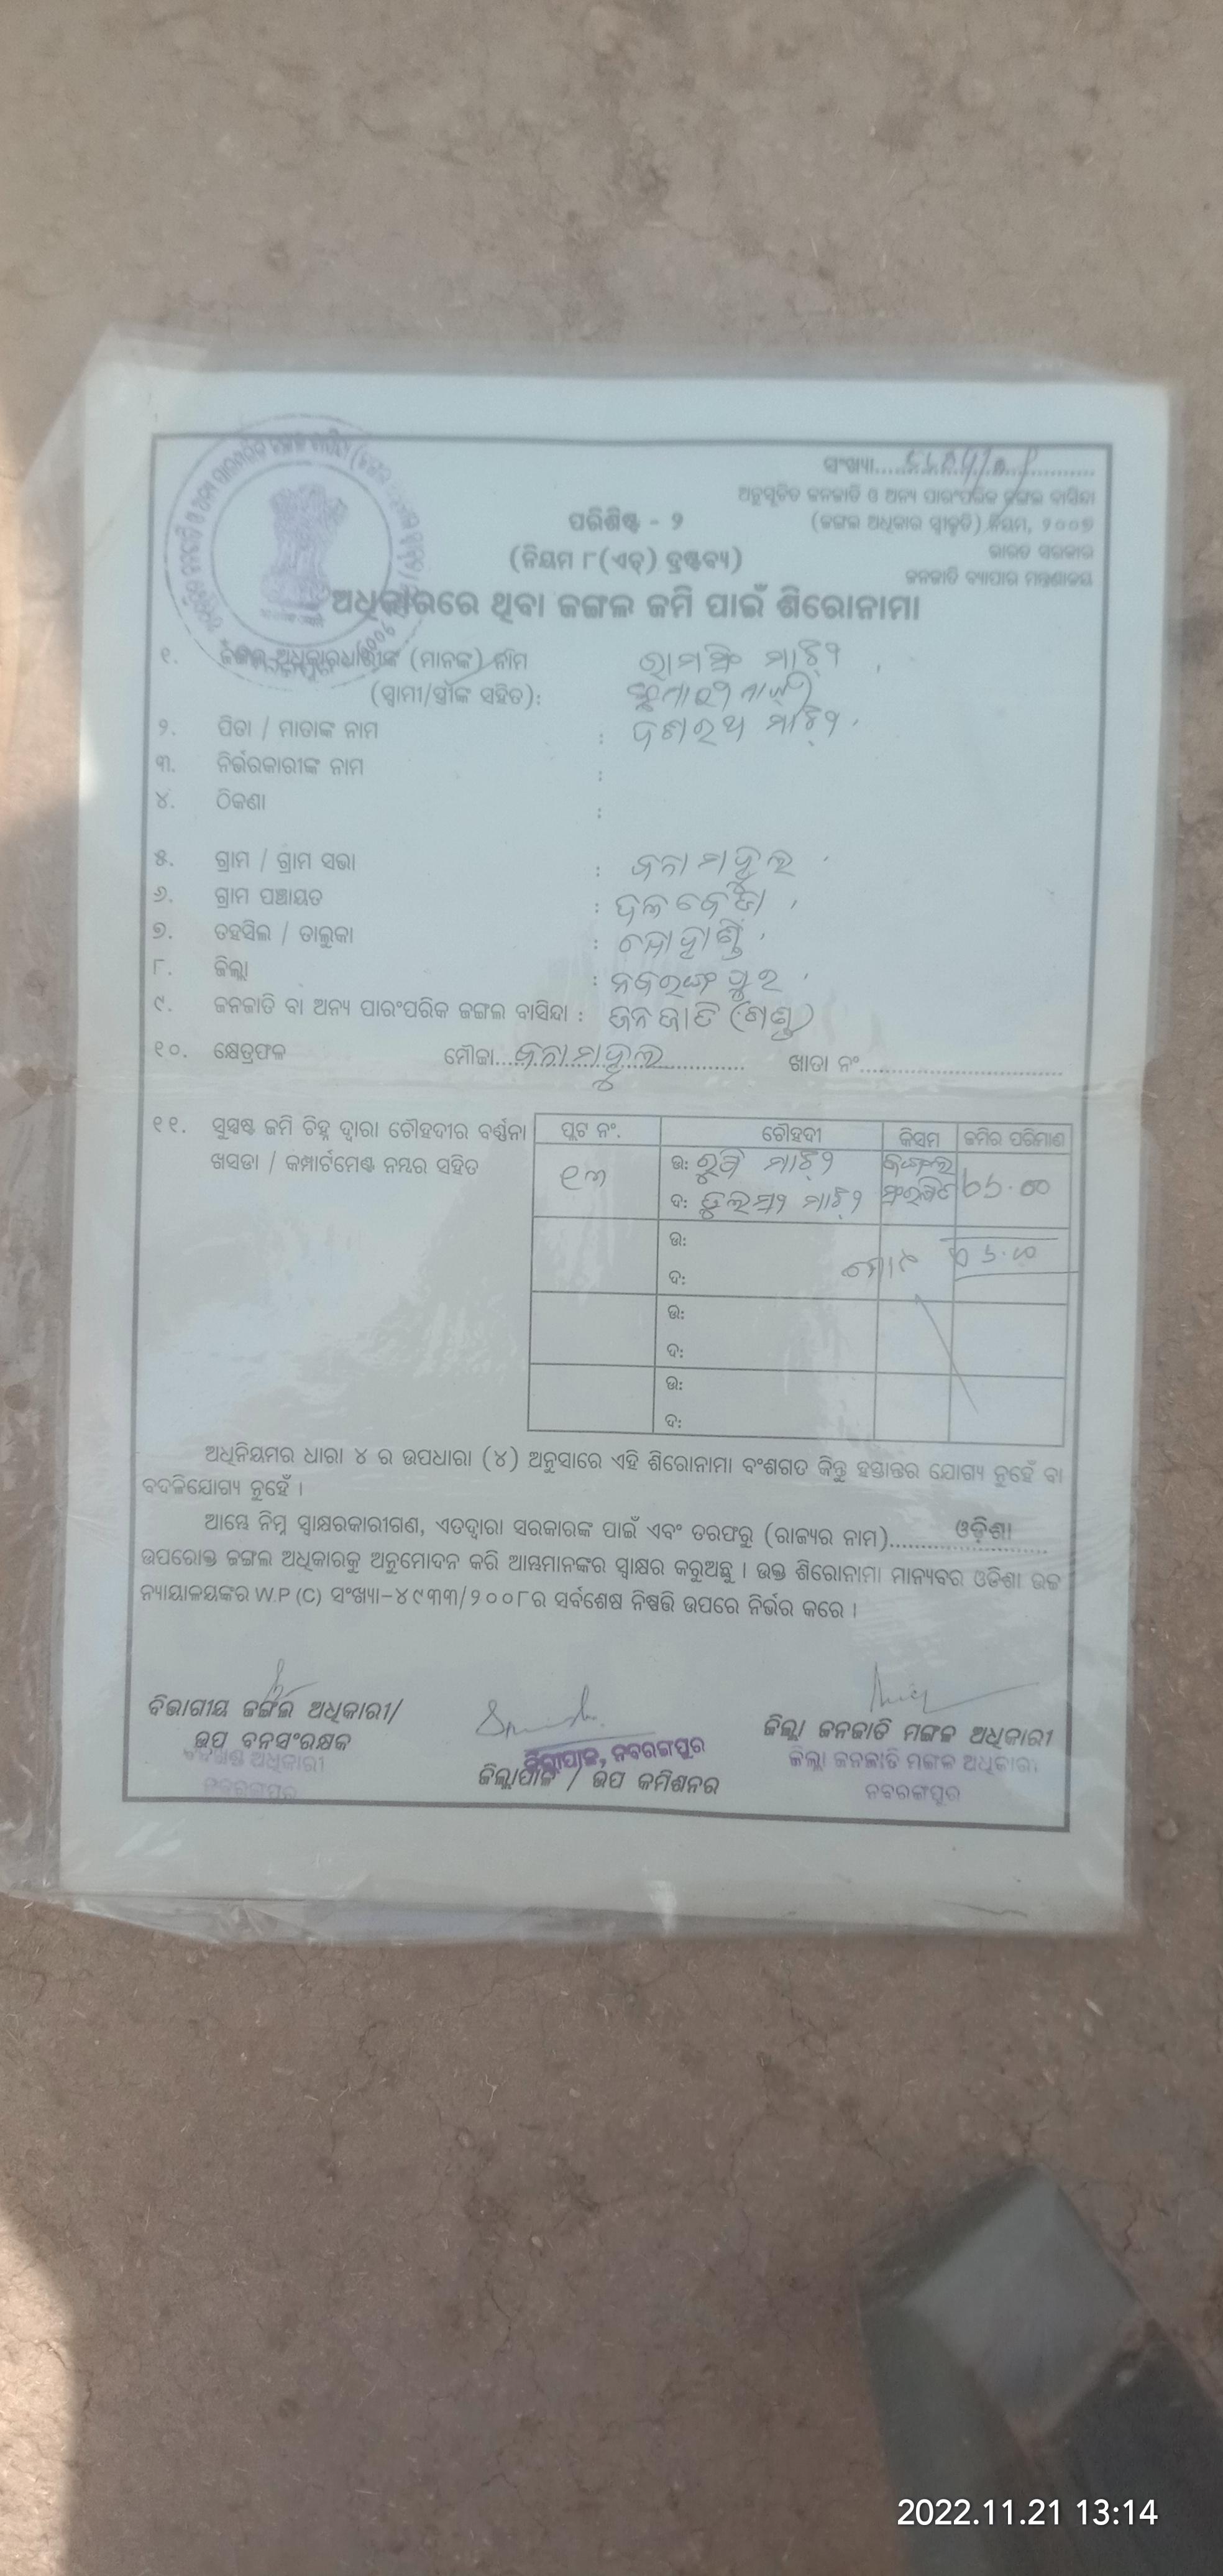 ସଂଖ୍ୟା
ଅନୁସୂଚିତ ଜନଜାତି ଓ ଅନ୍ୟ ପାରଂପରିକ ଜଙ୍ଗଲ ବାସିନ୍ଦା
(ଜଙ୍ଗଲ ଅଧିକାର ସ୍ୱୀକୃତି) ନିୟମ, ୨୦୦୭
ଭାରତ ସରକାର
ଜନଜାତି ବ୍ୟାପାର ମନ୍ତ୍ରଣାଳୟ
ପରିଶିଷ୍ଟ - ୨
(ନିୟମ ୮(ଏଚ୍) ଦ୍ରଷ୍ଟବ୍ୟ)
ଅଧିକାରରେ ଥିବା ଜଙ୍ଗଲ ଜମି ପାଇଁ ଶିରୋନାମା
୧. ଜଙ୍ଗଲ ଅଧିକାରଧାରୀଙ୍କ (ମାନଙ୍କ) ନାମ
(ସ୍ୱାମୀ/ସ୍ତ୍ରୀଙ୍କ ସହିତ):
୨. ପିତା / ମାତାଙ୍କ ନାମ : ଦଶରଥ ମାଝି
୩. ନିର୍ଭରକାରୀଙ୍କ ନାମ :
୪. ଠିକଣା :
୫. ଗ୍ରାମ / ଗ୍ରାମ ସଭା :
୬. ଗ୍ରାମ ପଞ୍ଚାୟତ :
୭. ତହସିଲ / ତାଲୁକା :
୮. ଜିଲ୍ଲା : ନବରଙ୍ଗପୁର
୯. ଜନଜାତି ବା ଅନ୍ୟ ପାରଂପରିକ ଜଙ୍ଗଲ ବାସିନ୍ଦା : ଜନଜାତି
୧୦. କ୍ଷେତ୍ରଫଳ ମୌଜା ଖାତା ନଂ
୧୧. ସୁସ୍ପଷ୍ଟ ଜମି ଚିହ୍ନ ଦ୍ୱାରା ଚୌହଦୀର ବର୍ଣ୍ଣନା
ଖସଡା / କମ୍ପାର୍ଟମେଣ୍ଟ ନମ୍ବର ସହିତ
ପ୍ଲଟ ନଂ. ଚୌହଦୀ କିସମ ଜମିର ପରିମାଣ
୧୩ ଉ: ମାଝି ଜଙ୍ଗଲ
ଦ: ମାଝି
ଉ:
ଦ: ମୋଟ
ଉ:
ଦ:
ଉ:
ଦ:
ଅଧିନିୟମର ଧାରା ୪ ର ଉପଧାରା (୪) ଅନୁସାରେ ଏହି ଶିରୋନାମା ବଂଶଗତ କିନ୍ତୁ ହସ୍ତାନ୍ତର ଯୋଗ୍ୟ ନୁହେଁ ବା
ବଦଳିଯୋଗ୍ୟ ନୁହେଁ ।
ଆମ୍ଭେ ନିମ୍ନ ସ୍ୱାକ୍ଷରକାରୀଗଣ, ଏତଦ୍ୱାରା ସରକାରଙ୍କ ପାଇଁ ଏବଂ ତରଫରୁ (ରାଜ୍ୟର ନାମ) ଓଡ଼ିଶା
ଉପରୋକ୍ତ ଜଙ୍ଗଲ ଅଧିକାରକୁ ଅନୁମୋଦନ କରି ଆମ୍ଭମାନଙ୍କର ସ୍ୱାକ୍ଷର କରୁଅଛୁ । ଉକ୍ତ ଶିରୋନାମା ମାନ୍ୟବର ଓଡିଶା ଉଚ୍ଚ
ନ୍ୟାୟାଳୟଙ୍କର W.P (C) ସଂଖ୍ୟା-୪୯୩୩/୨୦୦୮ର ସର୍ବଶେଷ ନିଷ୍ପତ୍ତି ଉପରେ ନିର୍ଭର କରେ ।
ବିଭାଗୀୟ ଜଙ୍ଗଲ ଅଧିକାରୀ/
ଉପ ବନସଂରକ୍ଷକ
ଅଧିକାରୀ
ନବରଙ୍ଗପୁର
ଜିଲ୍ଲାପାଳ, ନବରଙ୍ଗପୁର
ଜିଲ୍ଲାପାଳ / ଉପ କମିଶନର
ଜିଲ୍ଲା ଜନଜାତି ମଙ୍ଗଳ ଅଧିକାରୀ
ଜିଲ୍ଲା ଜନଜାତି ମଙ୍ଗଳ ଅଧିକାରୀ
ନବରଙ୍ଗପୁର
2022.11.21 13:14